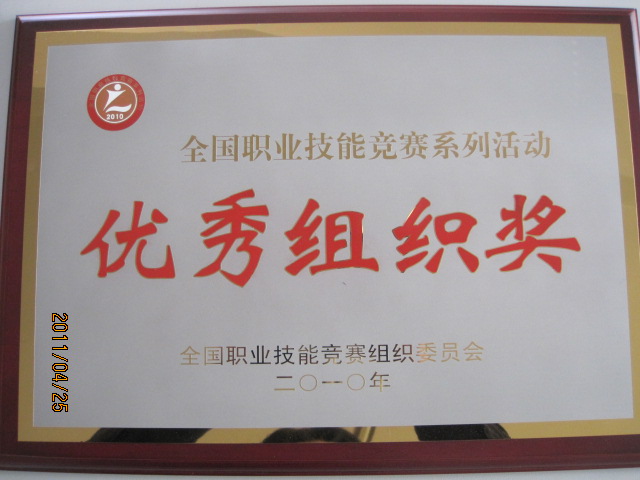 2010
全国职业技能竞赛系列活动
优秀组织奖
全国职业技能竞赛组织委员会
二〇一〇年
2011/04/25